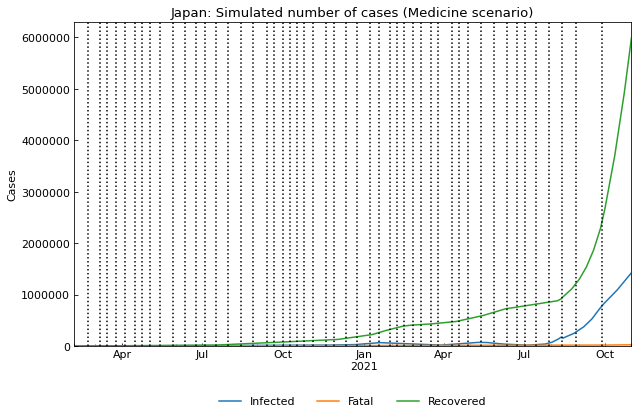 Japan: Simulated number of cases (Medicine scenario)
6000000
5000000
4000000
3000000
2000000
1000000
0
Cases
Apr Jul Oct Jan Apr Jul Oct
2021
Infected Fatal Recovered